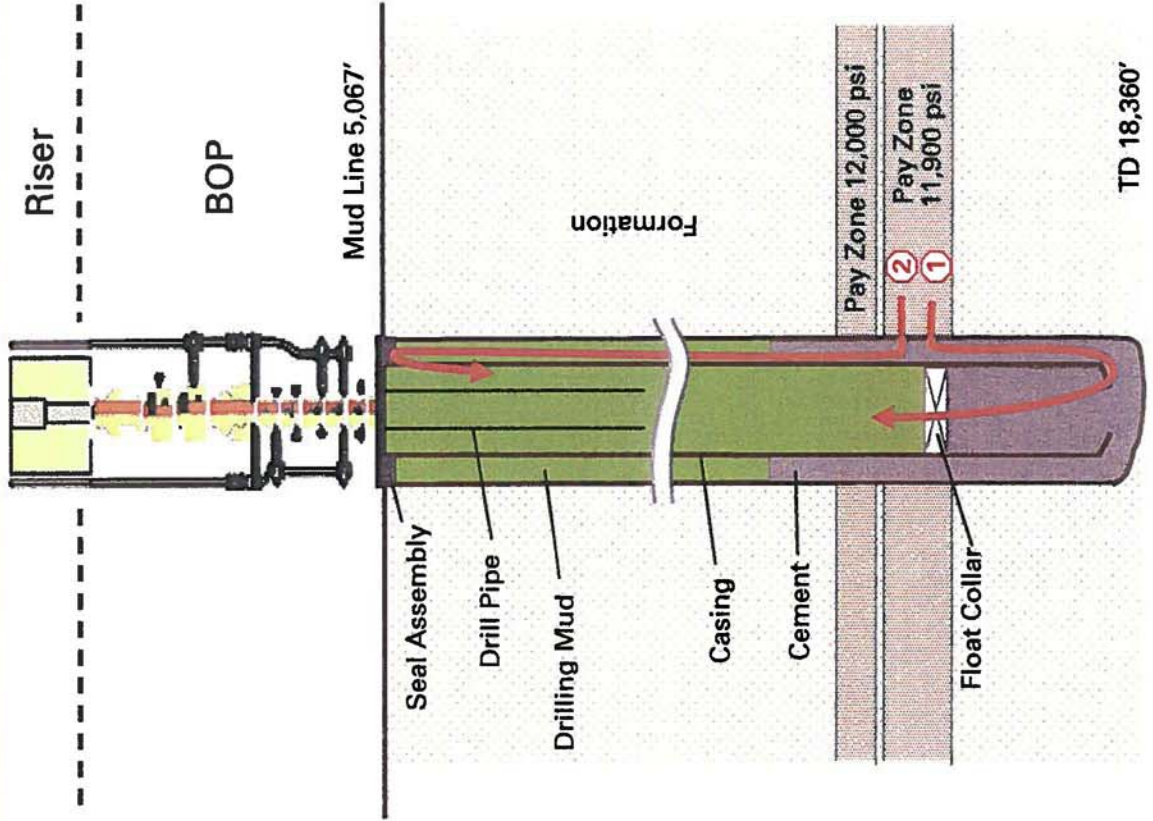 Riser
BOP
Mud Line 5,067'
Seal Assembly
Drill Pipe
Drilling Mud
Formation
Casing
Cement
Pay Zone 12,000 psi
Pay Zone
11,900 psi
2
1
Float Collar
TD 18,360'